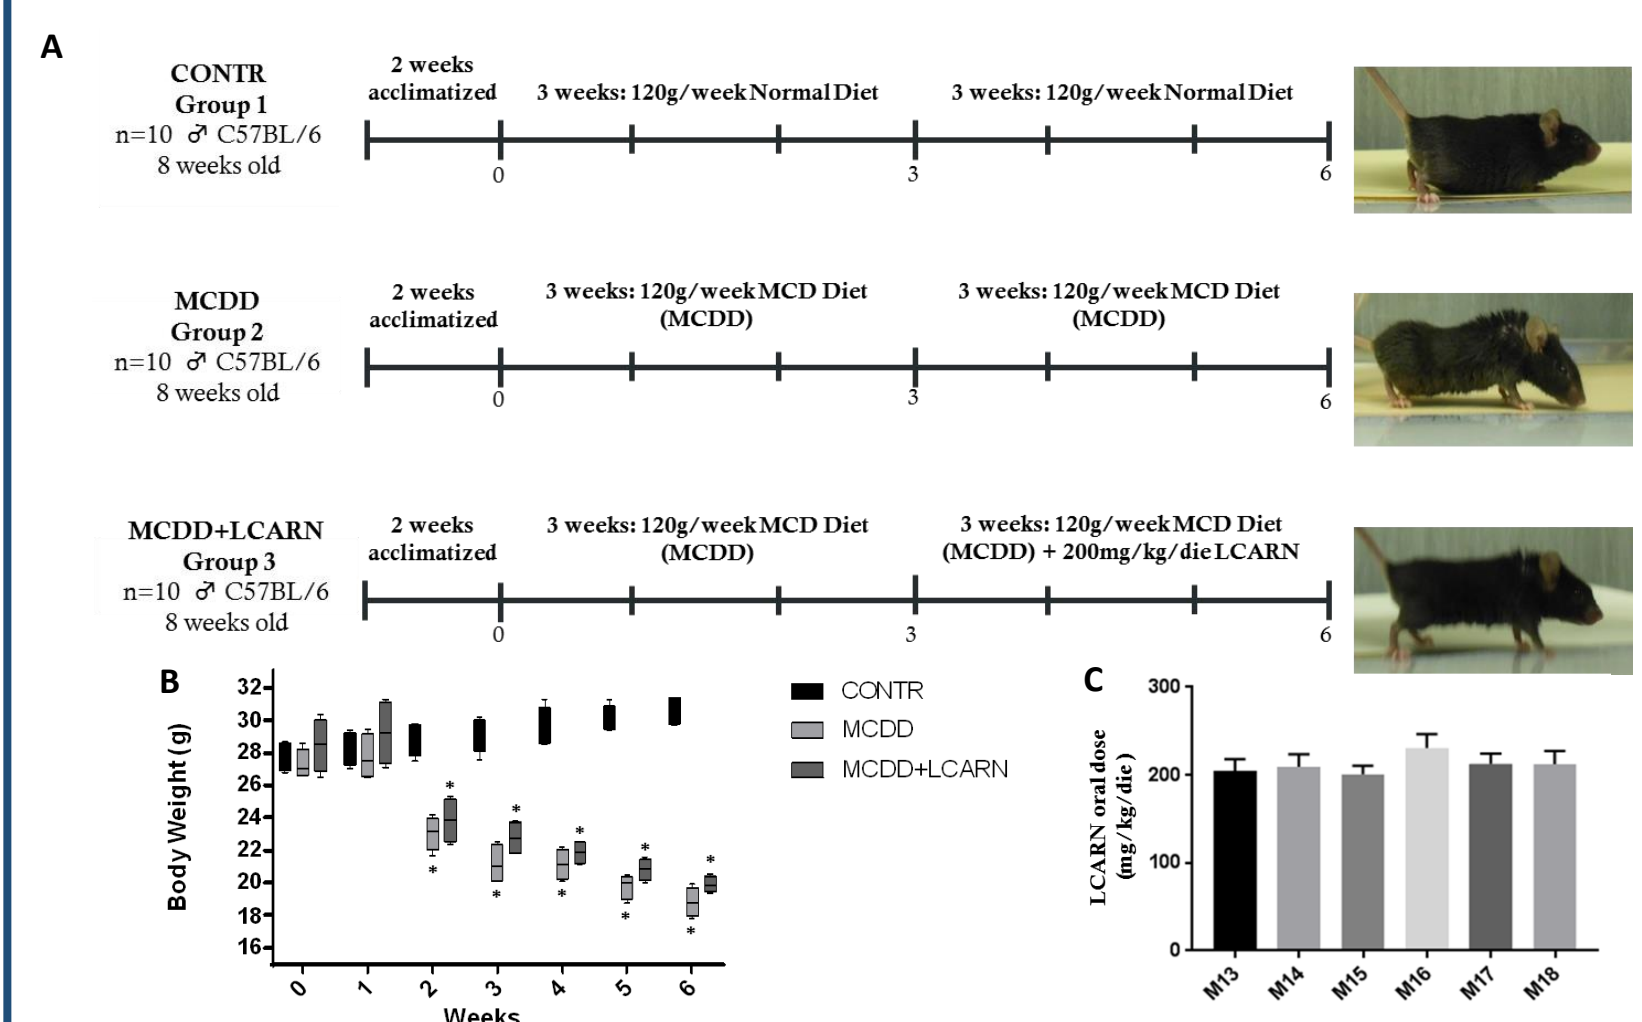 A
CONTR
Group 1
n=10 ♂ C57BL/6
8 weeks old
2 weeks
acclimatized
3 weeks: 120g/week Normal Diet
3 weeks: 120g/week Normal Diet
0
3
6
MCDD
Group 2
n=10 ♂ C57BL/6
8 weeks old
2 weeks
acclimatized
3 weeks: 120g/week MCD Diet
(MCDD)
3 weeks: 120g/week MCD Diet
(MCDD)
0
3
6
MCDD+LCARN
Group 3
n=10 ♂ C57BL/6
8 weeks old
2 weeks
acclimatized
3 weeks: 120g/week MCD Diet
(MCDD)
3 weeks: 120g/week MCD Diet
(MCDD) + 200mg/kg/die LCARN
0
3
6
B
Body Weight (g)
32
30
28
26
24
22
20
18
16
* * * * *
* * * * *
0 1 2 3 4 5 6
Weeks
CONTR
MCDD
MCDD+LCARN
C
LCARN oral dose
(mg/kg/die)
300
200
100
0
M13 M14 M15 M16 M17 M18